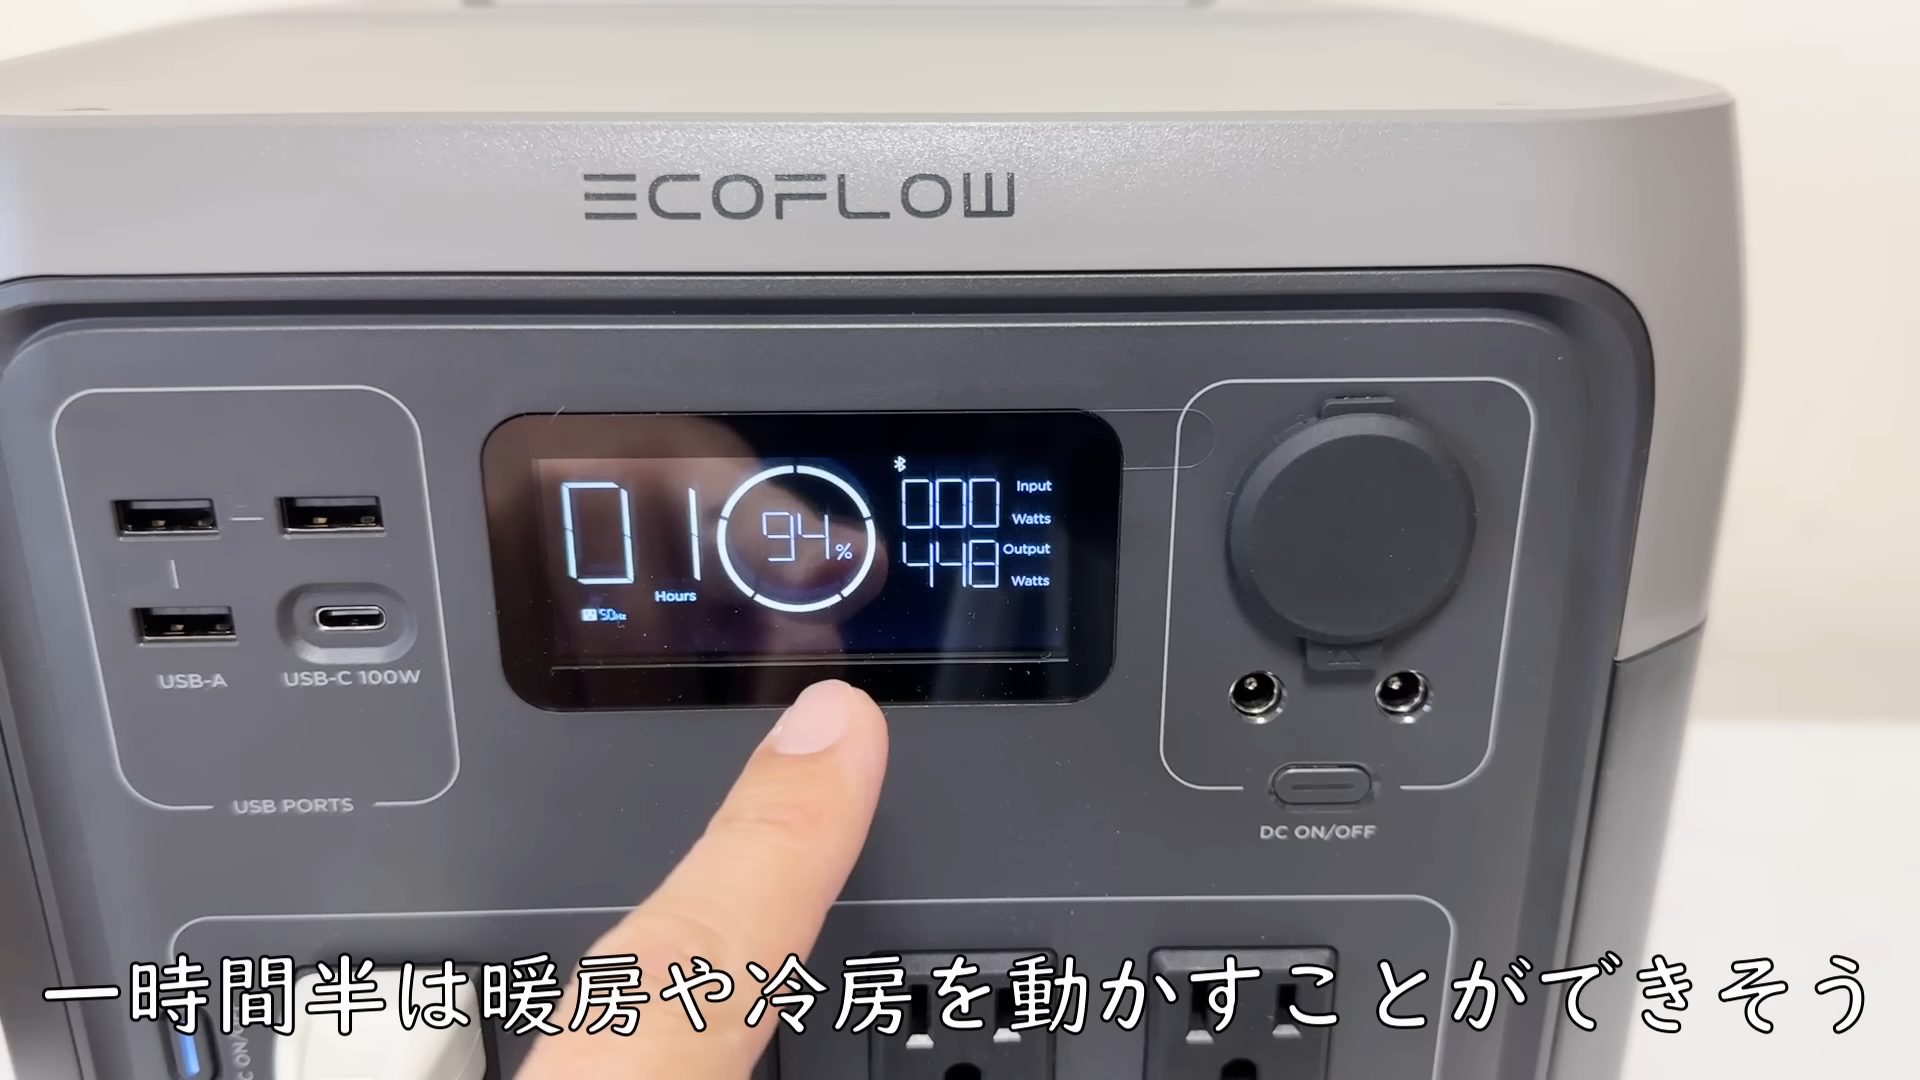 ECOFLOW
01
Hours
50Hz
94%
000
Input
Watts
448
Output
Watts
USB-A
USB-C 100W
USB PORTS
DC ON/OFF
一時間半は暖房や冷房を動かすことができそう